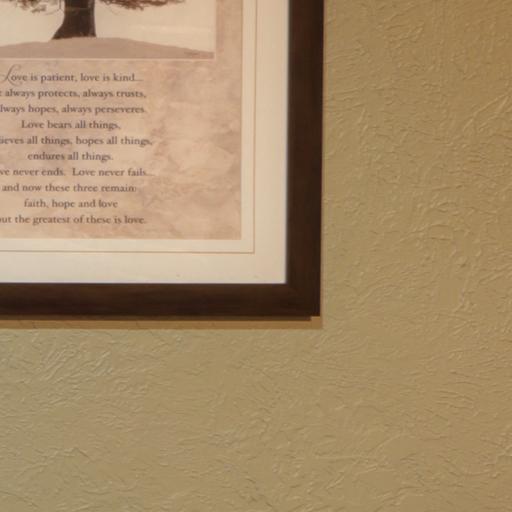 Love is patient, love is kind...
always protects, always trusts,
always hopes, always perseveres.
Love bears all things,
all things, hopes all things,
endures all things.
never ends. Love never fails...
and now these three remain:
faith, hope and love
the greatest of these is love.